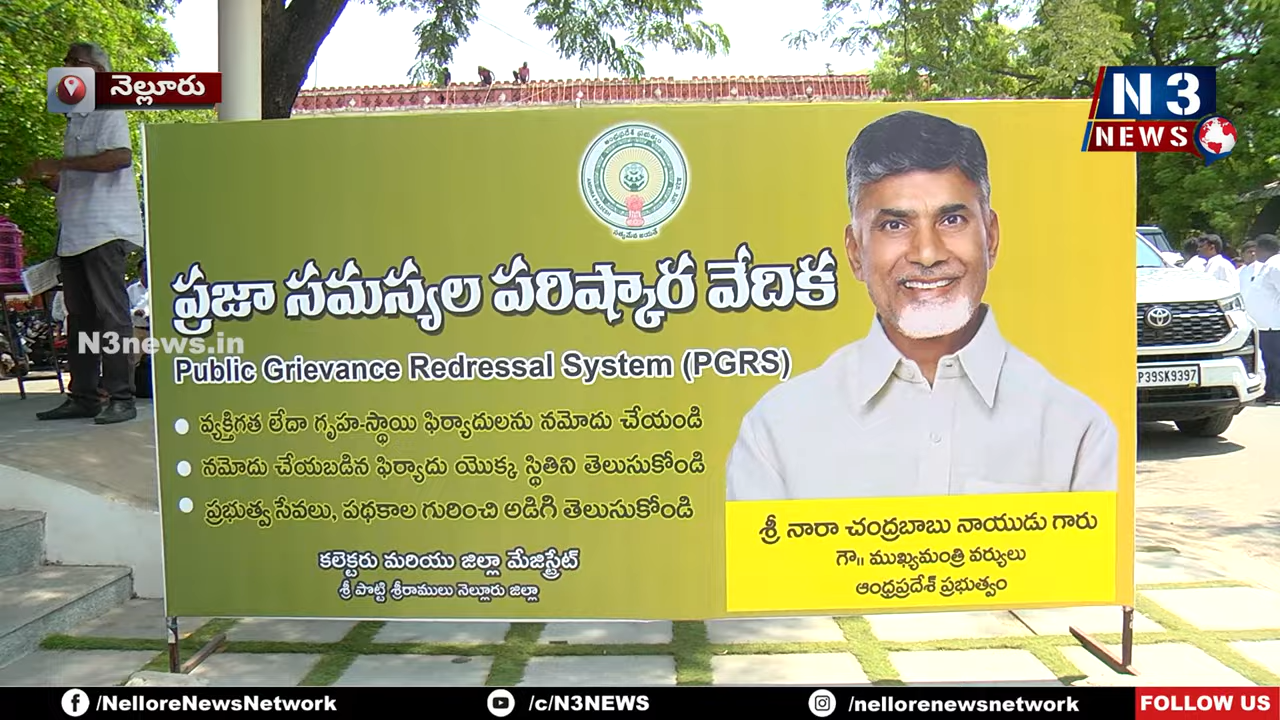 నెల్లూరు
N3
NEWS
ప్రజా సమస్యల పరిష్కార వేదిక
N3news.in
Public Grievance Redressal System (PGRS)
వ్యక్తిగత లేదా గృహ-స్థాయి ఫిర్యాదులను నమోదు చేయండి
నమోదు చేయబడిన ఫిర్యాదు యొక్క స్థితిని తెలుసుకోండి
ప్రభుత్వ సేవలు, పథకాల గురించి అడిగి తెలుసుకోండి
కలెక్టరు మరియు జిల్లా మేజిస్ట్రేట్
శ్రీ పొట్టి శ్రీరాములు నెల్లూరు జిల్లా
శ్రీ నారా చంద్రబాబు నాయుడు గారు
గౌ॥ ముఖ్యమంత్రి వర్యులు
ఆంధ్రప్రదేశ్ ప్రభుత్వం
P39SK9397
/NelloreNewsNetwork
/c/N3NEWS
/nellorenewsnetwork
FOLLOW US